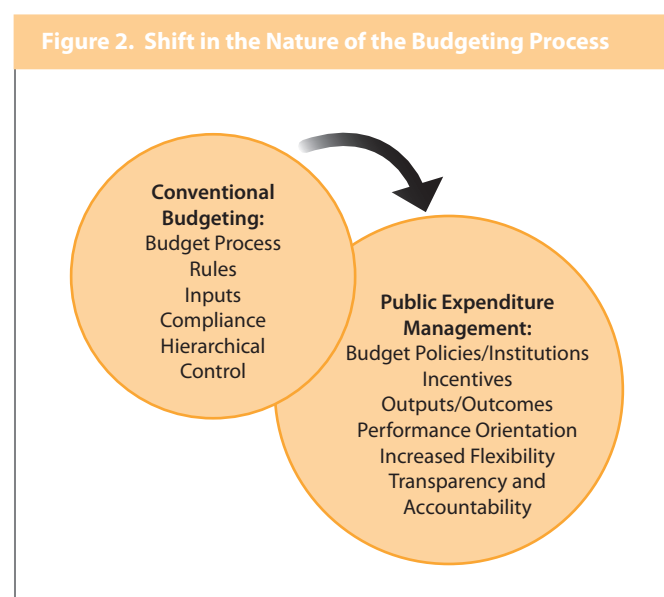 Figure 2. Shift in the Nature of the Budgeting Process
Conventional
Budgeting:
Budget Process
Rules
Inputs
Compliance
Hierarchical
Control
Public Expenditure
Management:
Budget Policies/Institutions
Incentives
Outputs/Outcomes
Performance Orientation
Increased Flexibility
Transparency and
Accountability